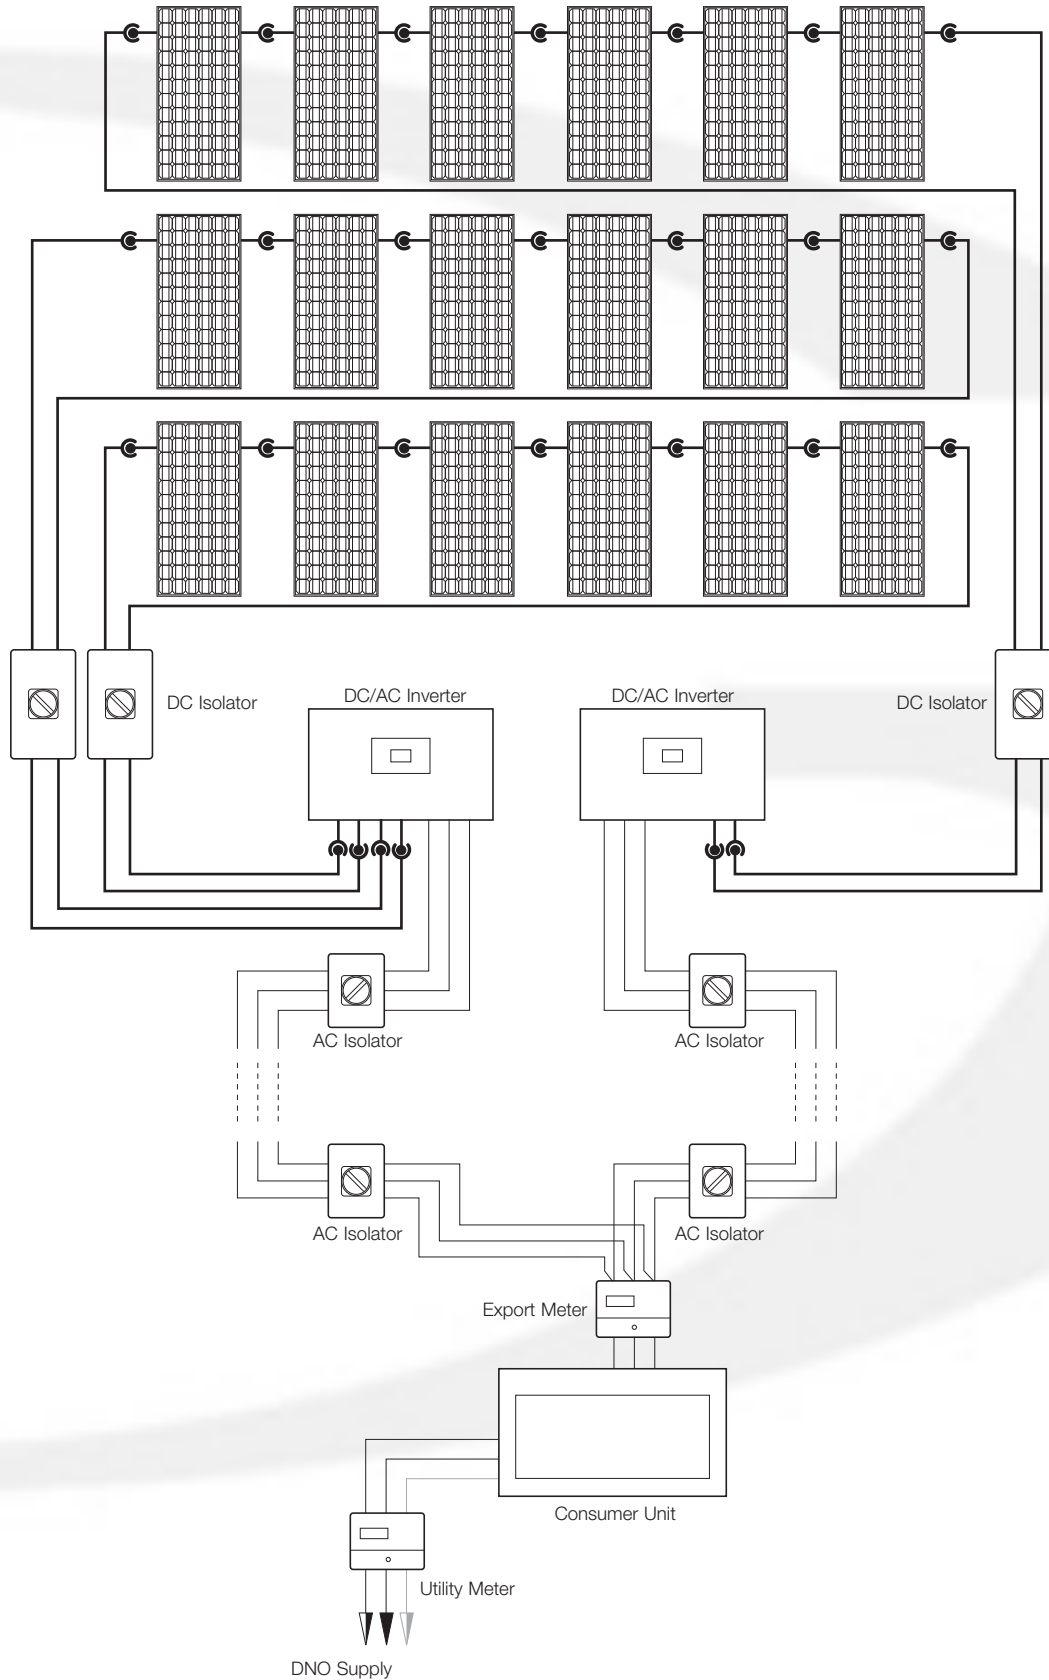 DC Isolator
DC/AC Inverter
DC/AC Inverter
DC Isolator
AC Isolator
AC Isolator
AC Isolator
AC Isolator
Export Meter
Consumer Unit
Utility Meter
DNO Supply